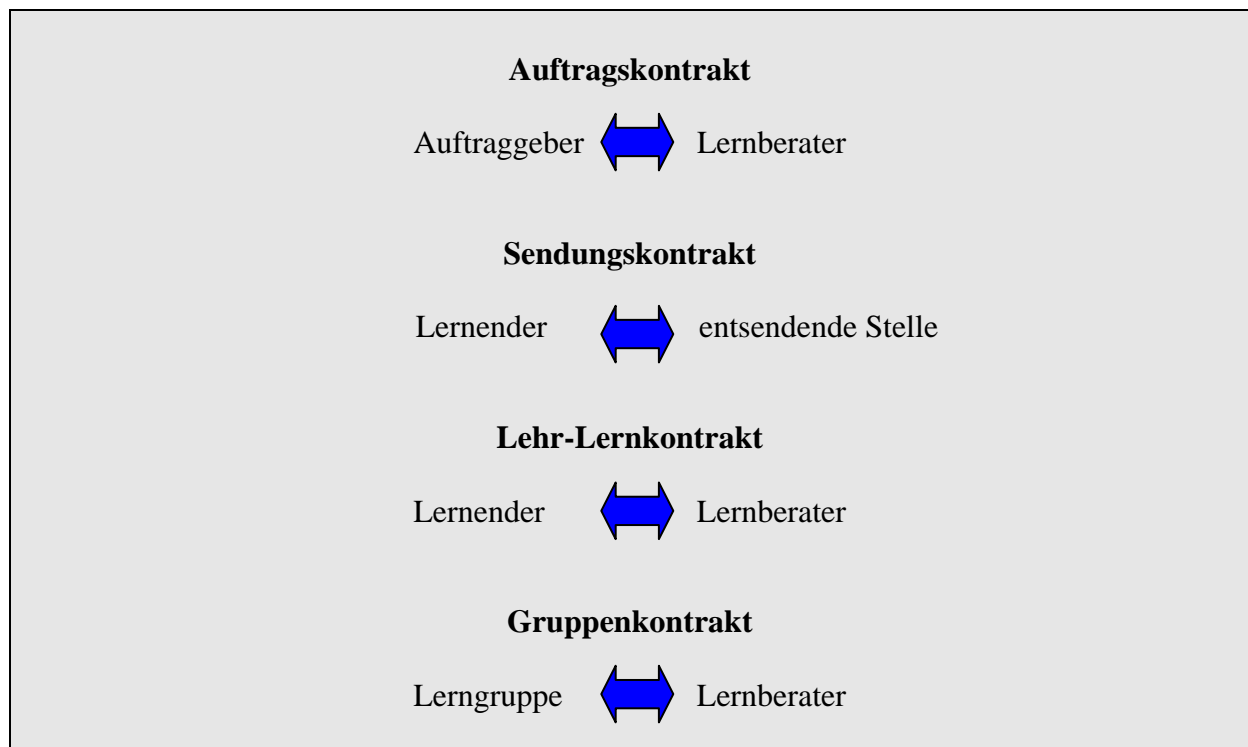 Auftragskontrakt
Auftraggeber Lernberater
Sendungskontrakt
Lernender entsendende Stelle
Lehr-Lernkontrakt
Lernender Lernberater
Gruppenkontrakt
Lerngruppe Lernberater